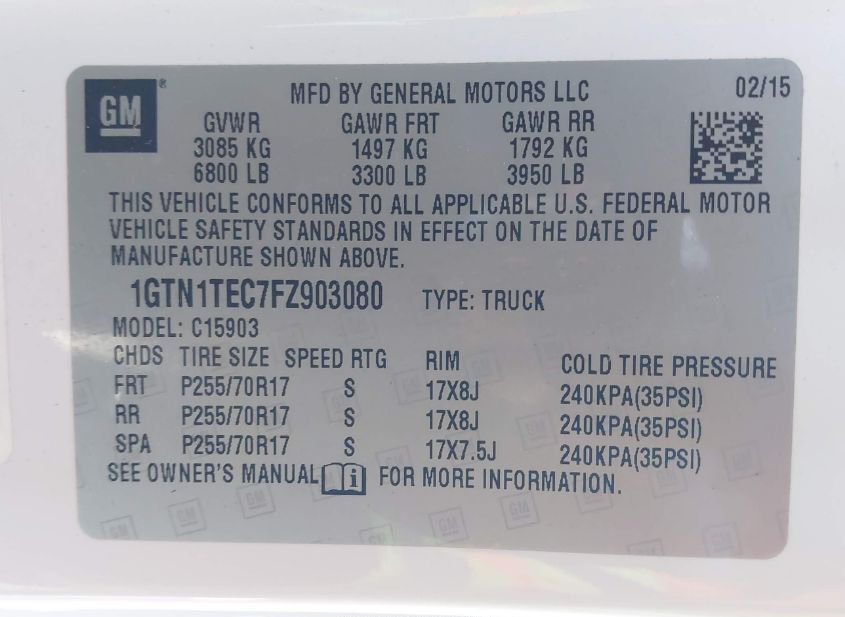 GM® MFD BY GENERAL MOTORS LLC 02/15
GVWR GAWR FRT GAWR RR
3085 KG 1497 KG 1792 KG
6800 LB 3300 LB 3950 LB
THIS VEHICLE CONFORMS TO ALL APPLICABLE U.S. FEDERAL MOTOR
VEHICLE SAFETY STANDARDS IN EFFECT ON THE DATE OF
MANUFACTURE SHOWN ABOVE.
1GTN1TEC7FZ903080 TYPE: TRUCK
MODEL: C15903
CHDS TIRE SIZE SPEED RTG RIM COLD TIRE PRESSURE
FRT P255/70R17 S 17X8J 240KPA(35PSI)
RR P255/70R17 S 17X8J 240KPA(35PSI)
SPA P255/70R17 S 17X7.5J 240KPA(35PSI)
SEE OWNER'S MANUAL i FOR MORE INFORMATION.